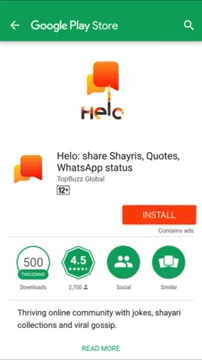 Google Play Store
Helo
Helo: share Shayris, Quotes,
WhatsApp status
TopBuzz Global
12+
INSTALL
Contains ads
500
THOUSAND
Downloads
4.5
2,700
Social
Similar
Thriving online community with jokes, shayari
collections and viral gossip.
READ MORE